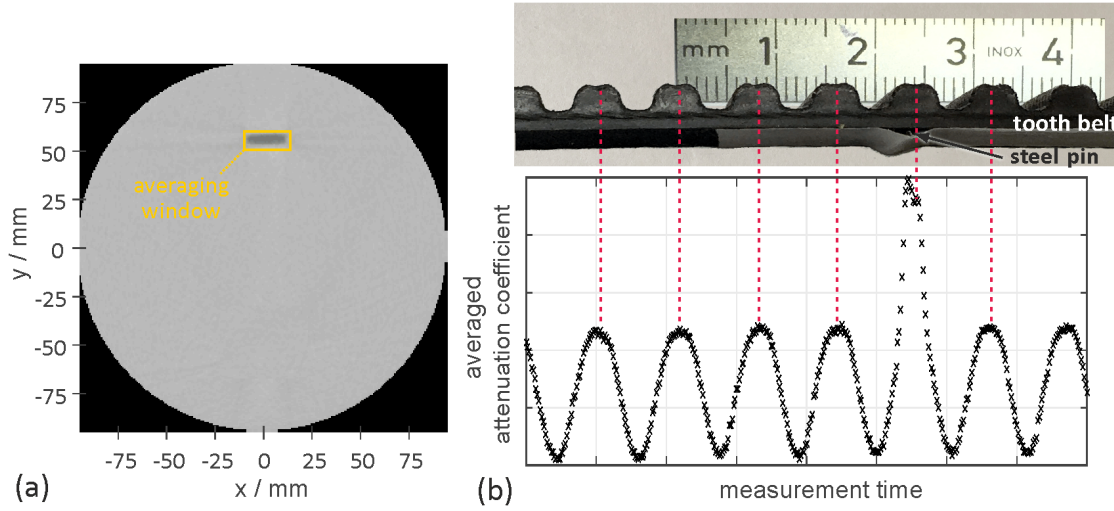 75
50
25
0
-25
-50
-75
y / mm
averaging
window
-75 -50 -25 0 25 50 75
x / mm
(a)
mm 1 2 3 INOX 4
tooth belt
steel pin
averaged
attenuation coefficient
measurement time
(b)